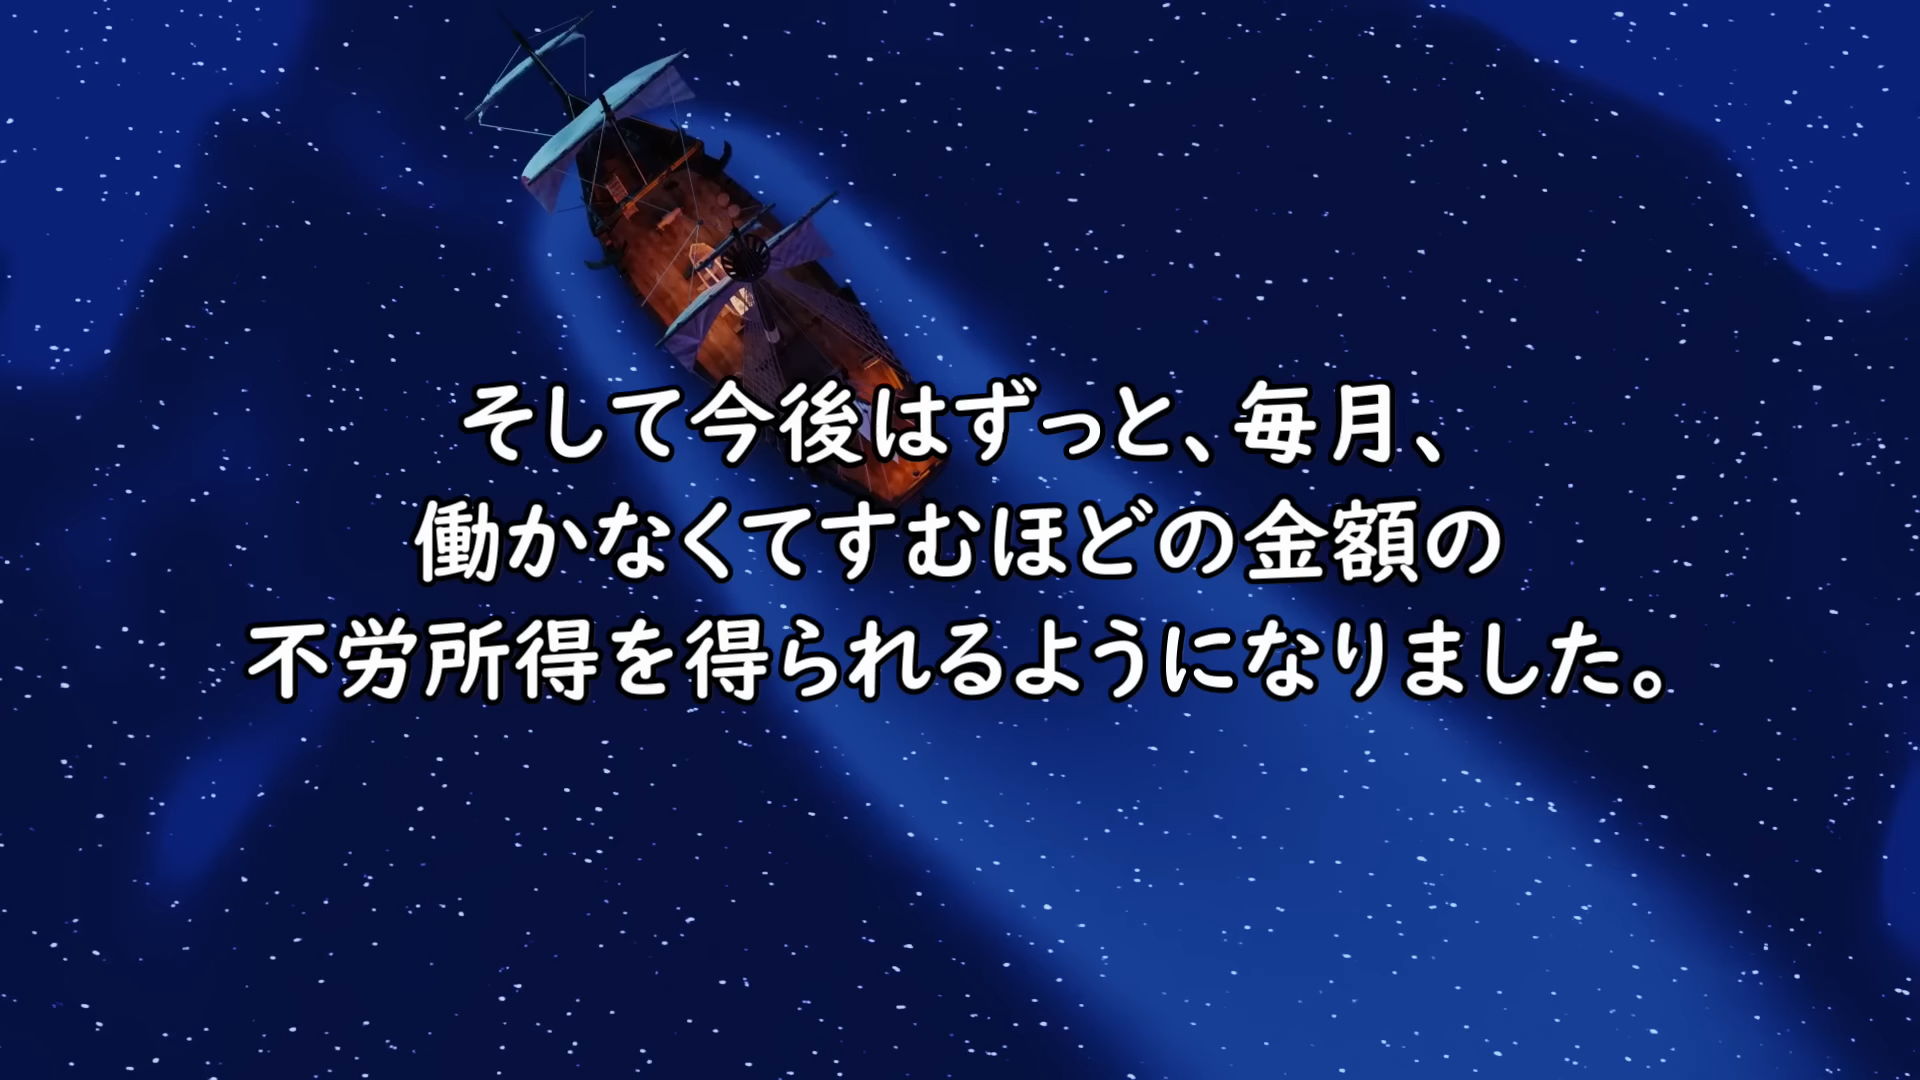 そして今後はずっと、毎月、
働かなくてすむほどの金額の
不労所得を得られるようになりました。